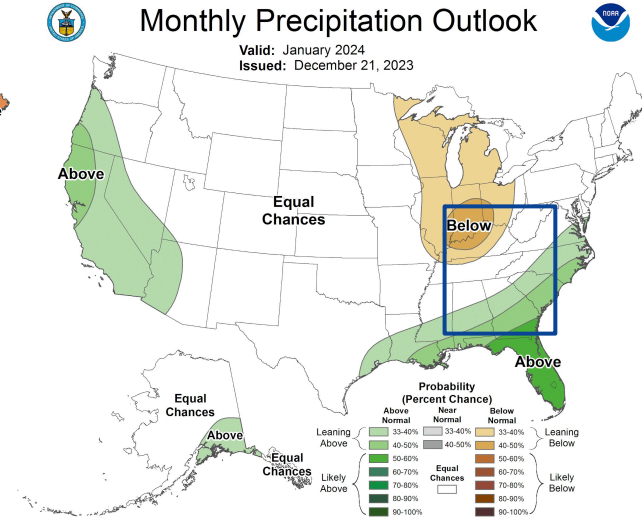 Monthly Precipitation Outlook
NOAA
Valid: January 2024
Issued: December 21, 2023
Above
Equal
Chances
Below
Above
Equal
Chances
Above
Equal
Chances
Probability
(Percent Chance)
Above
Normal
Near
Normal
Below
Normal
Leaning
Above
33-40%
40-50%
33-40%
40-50%
33-40%
40-50%
Leaning
Below
Likely
Above
50-60%
60-70%
70-80%
80-90%
90-100%
Equal
Chances
50-60%
60-70%
70-80%
80-90%
90-100%
Likely
Below